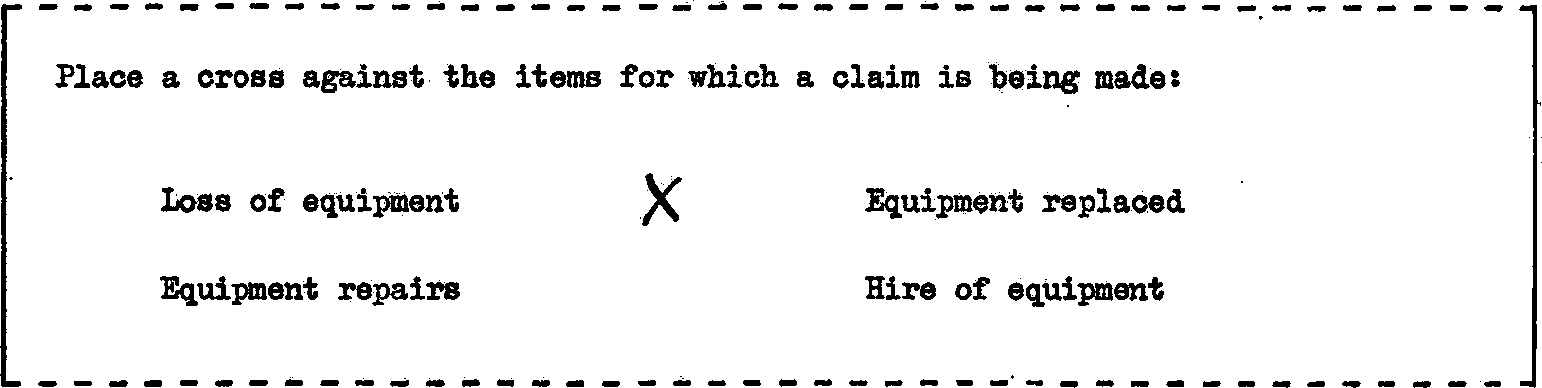 Place a cross against the items for which a claim is being made:
Loss of equipment X Equipment replaced
Equipment repairs Hire of equipment